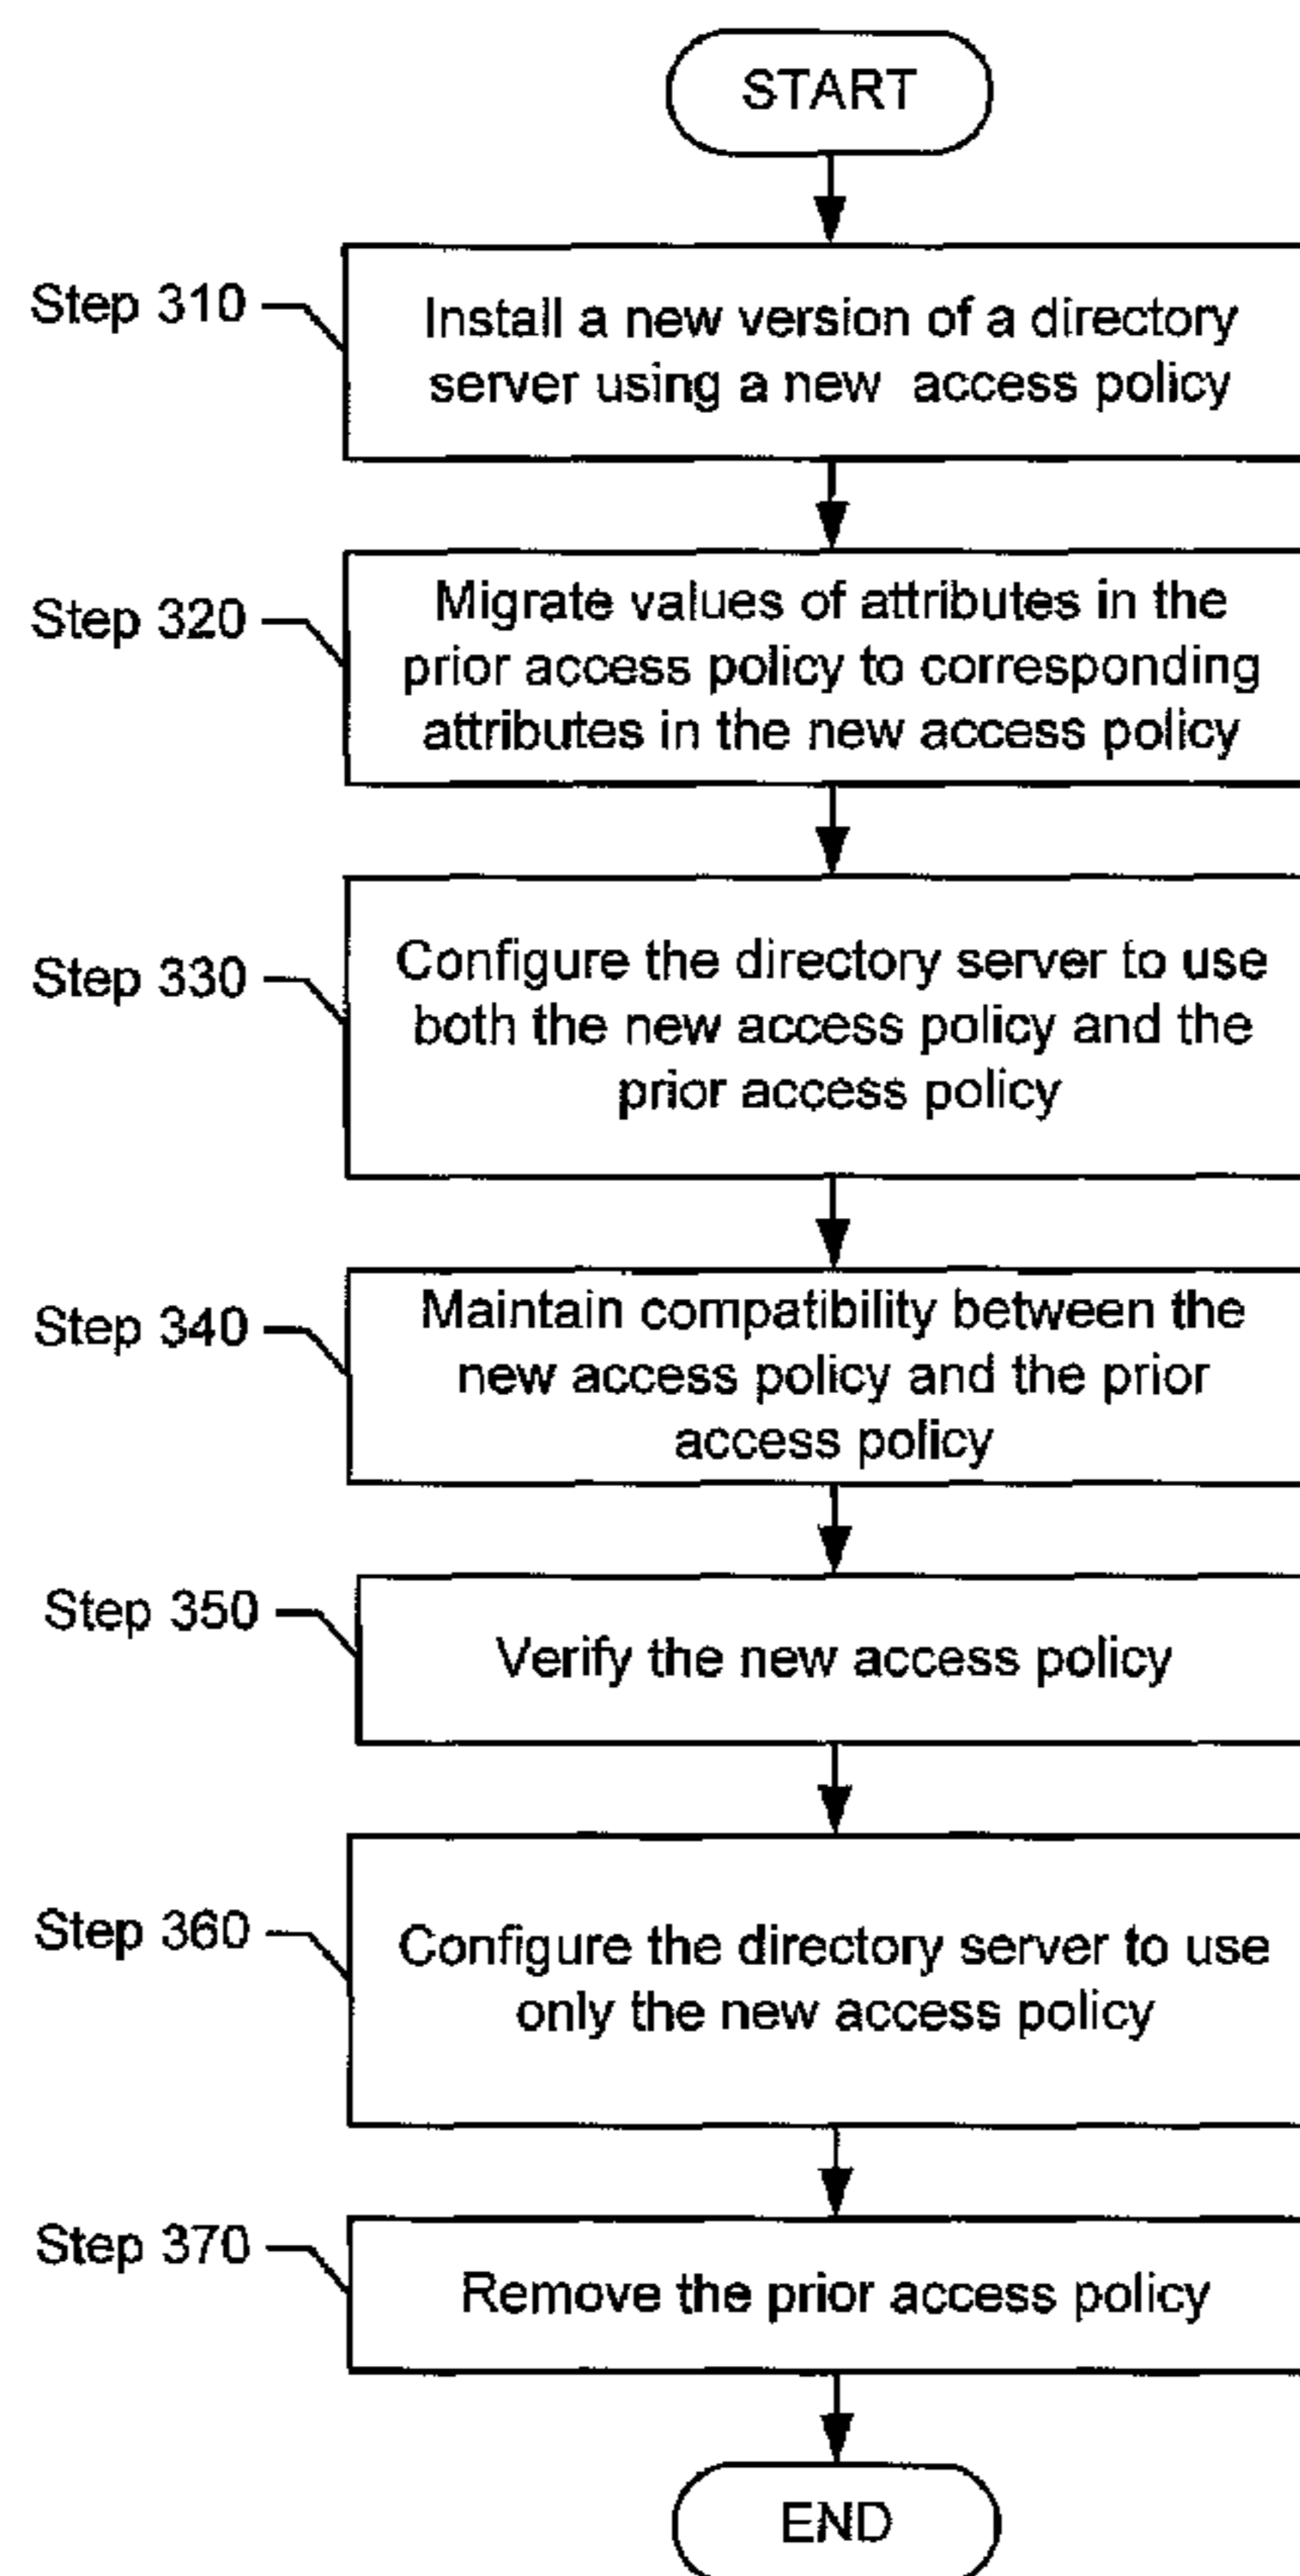 START
Step 310
Install a new version of a directory
server using a new access policy
Step 320
Migrate values of attributes in the
prior access policy to corresponding
attributes in the new access policy
Step 330
Configure the directory server to use
both the new access policy and the
prior access policy
Step 340
Maintain compatibility between the
new access policy and the prior
access policy
Step 350
Verify the new access policy
Step 360
Configure the directory server to use
only the new access policy
Step 370
Remove the prior access policy
END